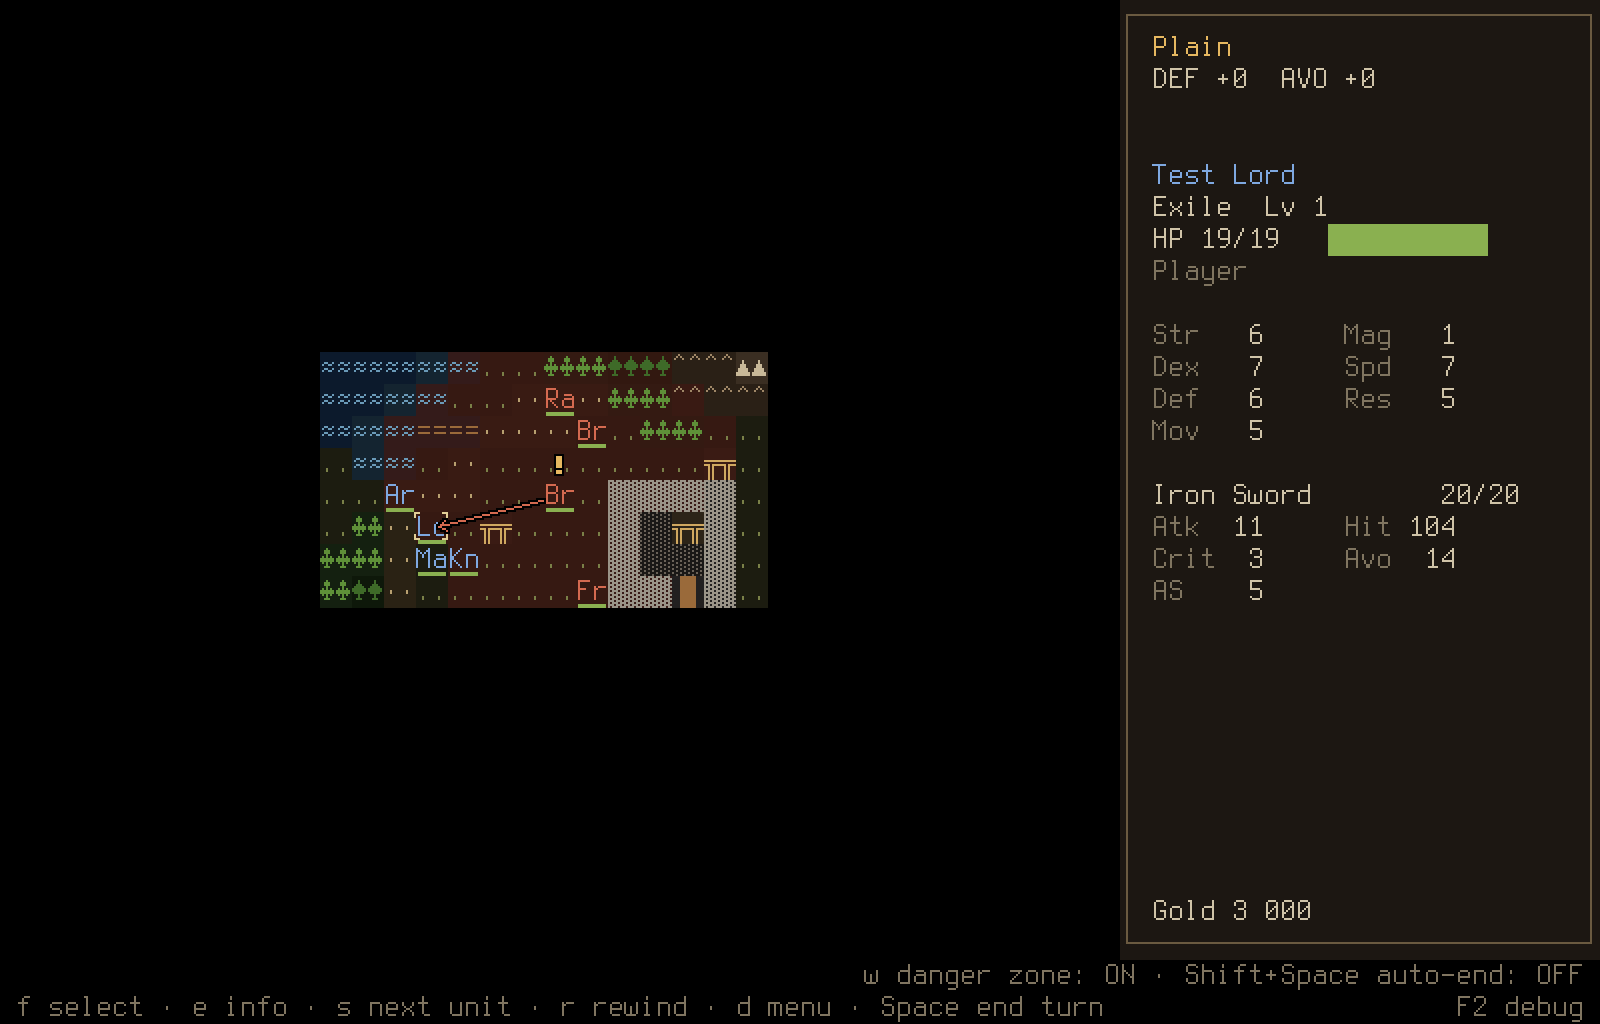 Plain
DEF +0 AVO +0
Test Lord
Exile Lv 1
HP 19/19
Player
Str 6 Mag 1
Dex 7 Spd 7
Def 6 Res 5
Mov 5
Iron Sword 20/20
Atk 11 Hit 104
Crit 3 Avo 14
AS 5
Gold 3 000
Ra
Br
!
Ar Br
Lo
MaKn
Fr
w danger zone: ON · Shift+Space auto-end: OFF
f select · e info · s next unit · r rewind · d menu · Space end turn F2 debug